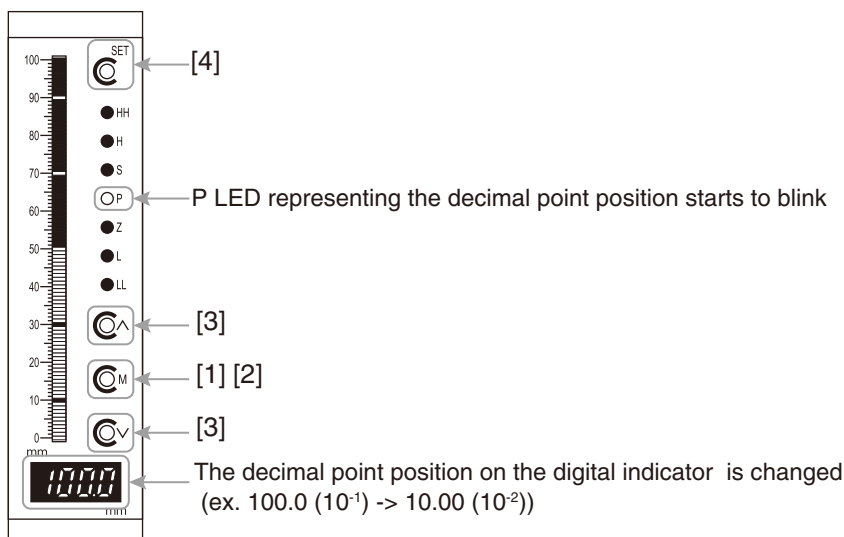 SET
100
[4]
90
HH
80
H
S
70
P
P LED representing the decimal point position starts to blink
60
Z
50
L
40
LL
30
[3]
20
M
[1] [2]
10
[3]
0
mm
100.0
The decimal point position on the digital indicator is changed
(ex. 100.0 (10⁻¹) -> 10.00 (10⁻²))
mm